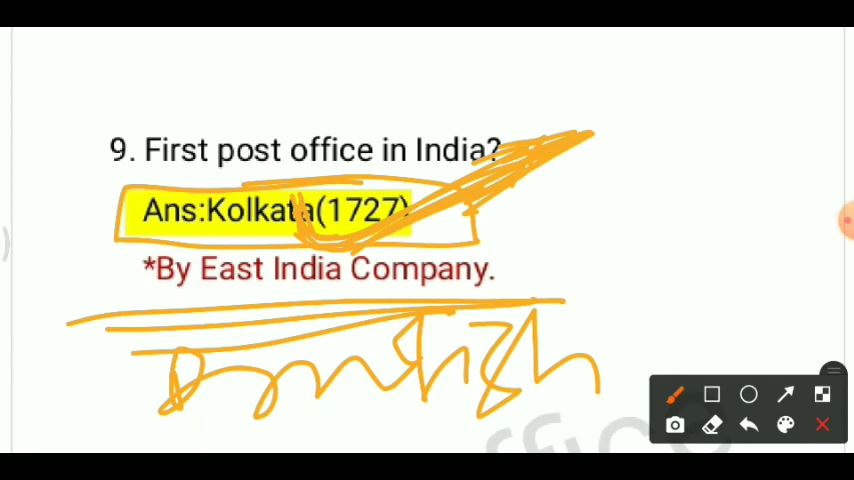 9. First post office in India?
Ans:Kolkata(1727)
*By East India Company.